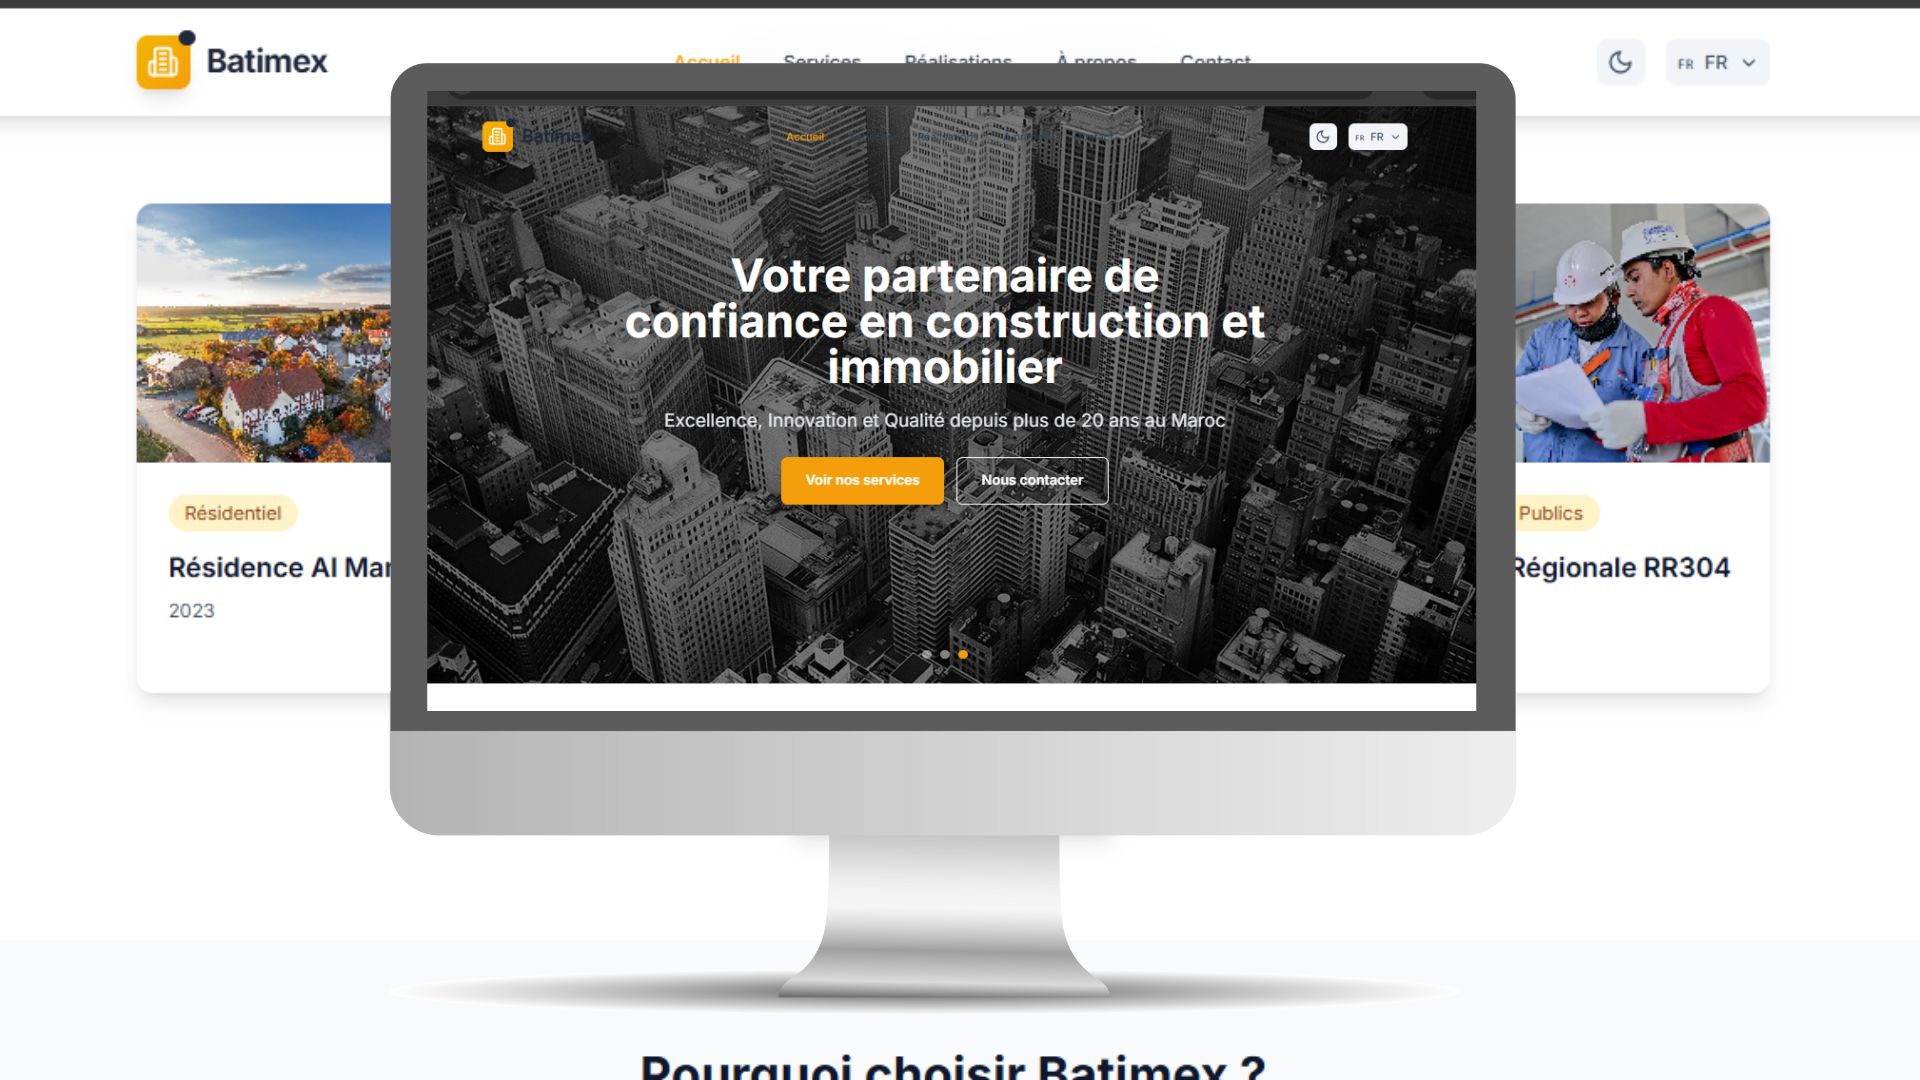 Batimex
Accueil Services Réalisations À propos Contact
FR FR
Batimex
Accueil
FR FR
Votre partenaire de
confiance en construction et
immobilier
Excellence, Innovation et Qualité depuis plus de 20 ans au Maroc
Voir nos services
Nous contacter
Résidentiel
Résidence Al Mar
2023
Publics
Régionale RR304
Pourquoi choisir Batimex ?